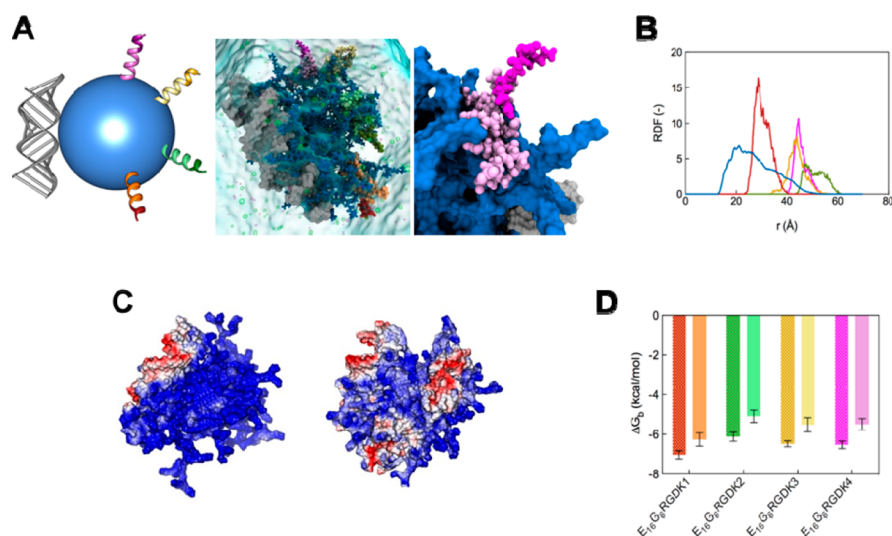 A
B
20
15
10
5
0
RDF (-)
0
20
40
60
80
r (Å)
C
D
0
-2
-4
-6
-8
ΔGb (kcal/mol)
E16G6RGDK1
E16G6RGDK2
E16G6RGDK3
E16G6RGDK4